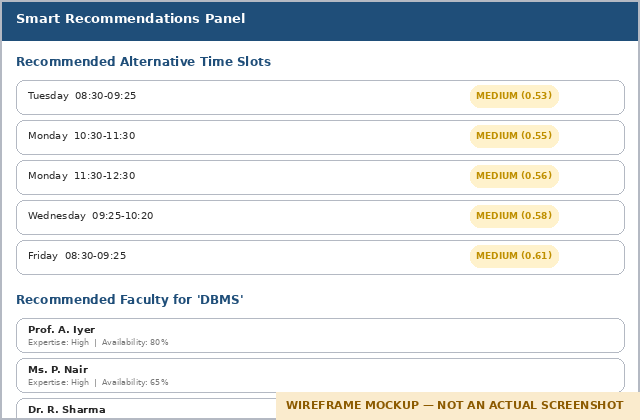 Smart Recommendations Panel
Recommended Alternative Time Slots
Tuesday 08:30-09:25 MEDIUM (0.53)
Monday 10:30-11:30 MEDIUM (0.55)
Monday 11:30-12:30 MEDIUM (0.56)
Wednesday 09:25-10:20 MEDIUM (0.58)
Friday 08:30-09:25 MEDIUM (0.61)
Recommended Faculty for 'DBMS'
Prof. A. Iyer
Expertise: High | Availability: 80%
Ms. P. Nair
Expertise: High | Availability: 65%
Dr. R. Sharma
WIREFRAME MOCKUP — NOT AN ACTUAL SCREENSHOT